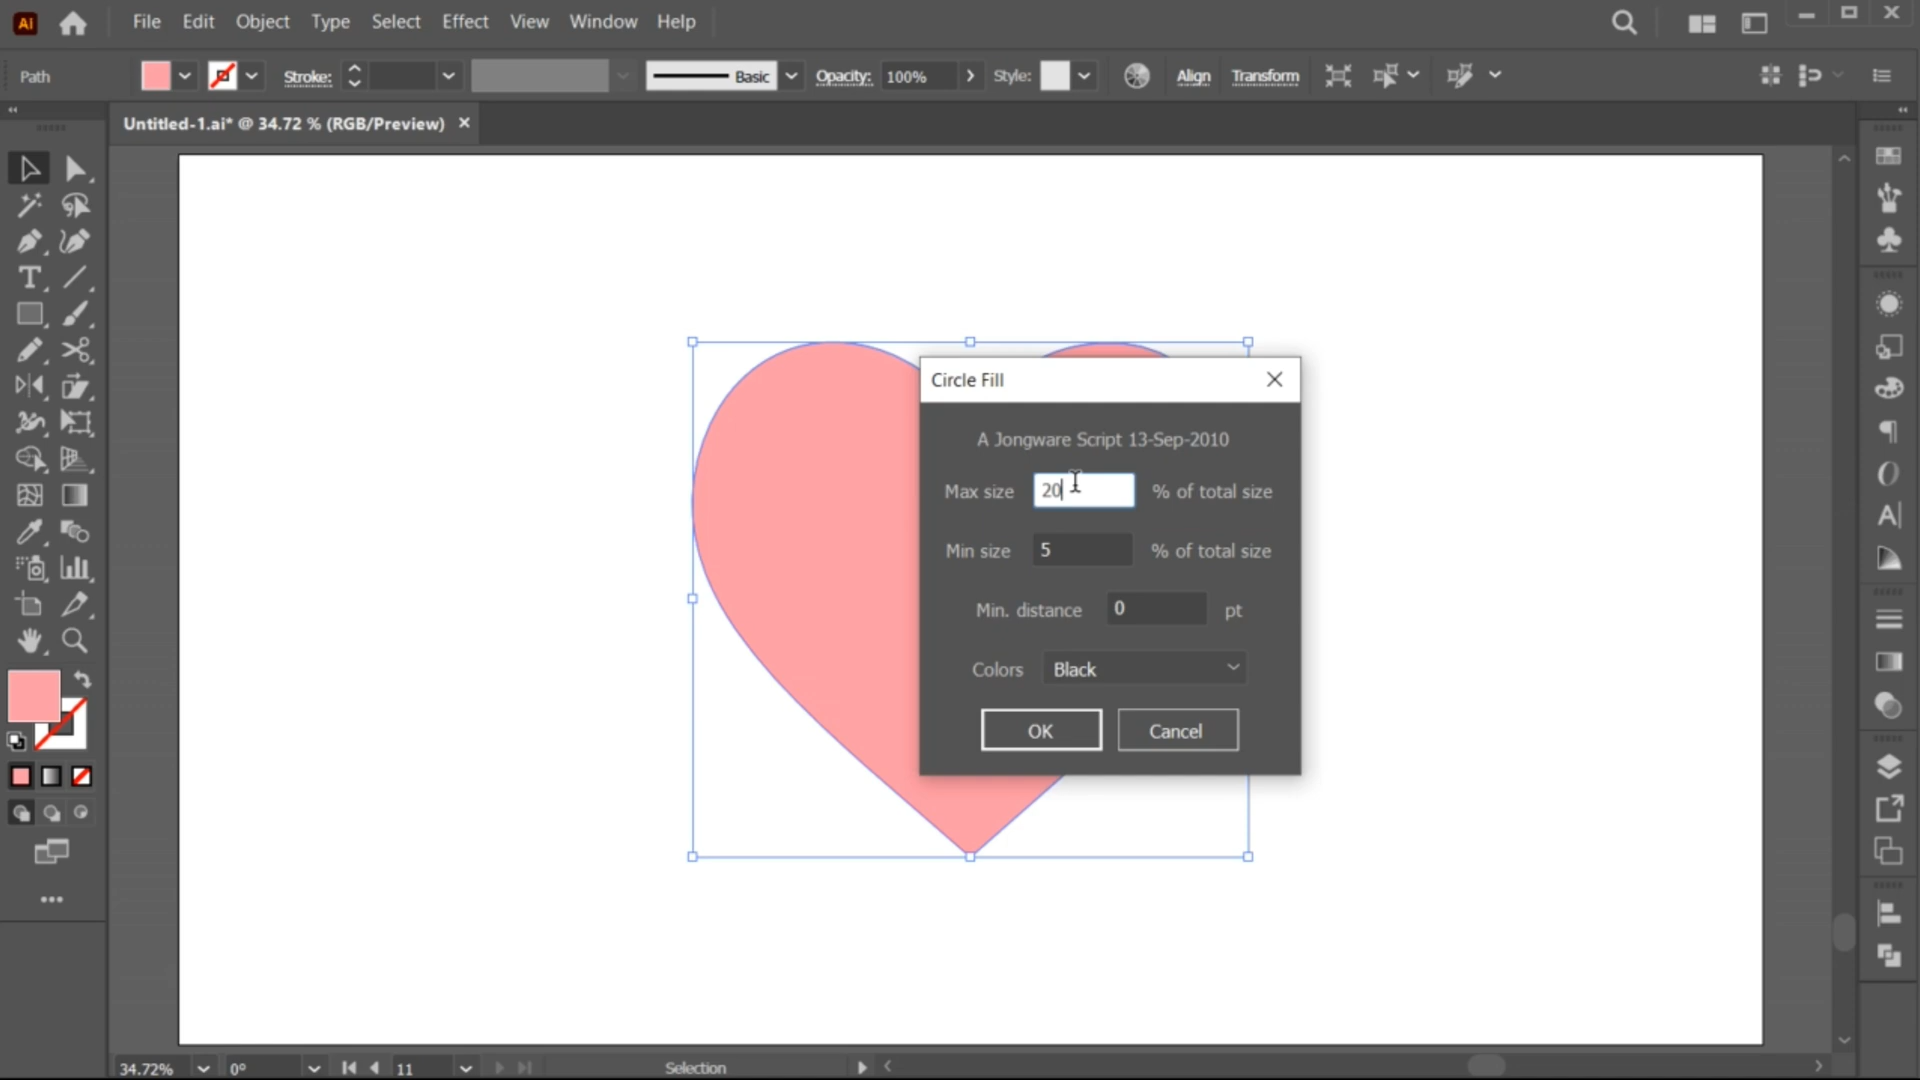 Ai File Edit Object Type Select Effect View Window Help
Path Stroke: Basic Opacity: 100% Style: Align Transform
Untitled-1.ai* @ 34.72 % (RGB/Preview)
Circle Fill
A Jongware Script 13-Sep-2010
Max size 20 % of total size
Min size 5 % of total size
Min. distance 0 pt
Colors Black
OK Cancel
34.72% 0° 11 Selection